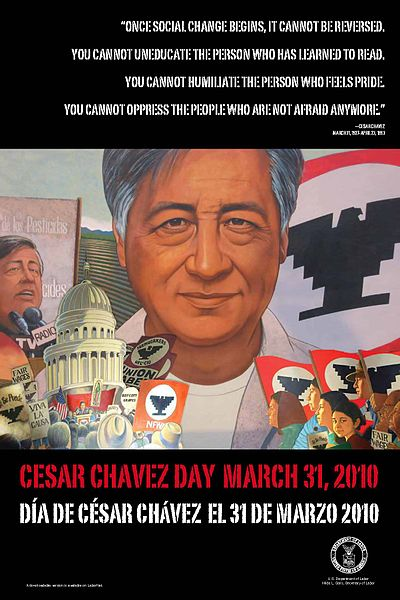 "ONCE SOCIAL CHANGE BEGINS, IT CANNOT BE REVERSED.
YOU CANNOT UNEDUCATE THE PERSON WHO HAS LEARNED TO READ.
YOU CANNOT HUMILIATE THE PERSON WHO FEELS PRIDE.
YOU CANNOT OPPRESS THE PEOPLE WHO ARE NOT AFRAID ANYMORE."
—CESAR CHAVEZ
MARCH 31, 1927-APRIL 23, 1993
de los Pesticidas
cides
TU
RADIO
FARMWORKERS
AFL-CIO
UNION
LABEL
FAIR
WAGES
VIVA
LA
CAUSA
BOYCOTT
GRAPES
NFWA
FAIR
WAGES
CESAR CHAVEZ DAY MARCH 31, 2010
DÍA DE CÉSAR CHÁVEZ EL 31 DE MARZO 2010
U.S. Department of Labor
Hilda L. Solis, Secretary of Labor